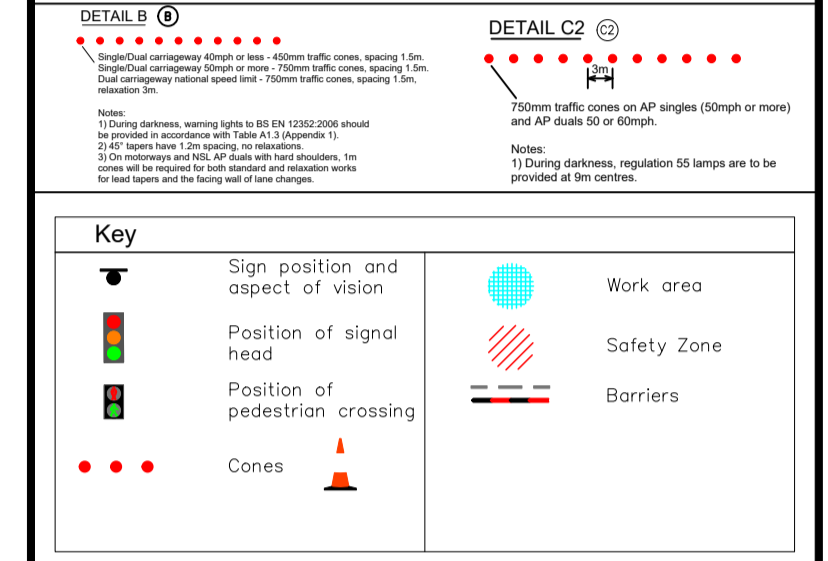 DETAIL B B
Single/Dual carriageway 40mph or less - 450mm traffic cones, spacing 1.5m.
Single/Dual carriageway 50mph or more - 750mm traffic cones, spacing 1.5m.
Dual carriageway national speed limit - 750mm traffic cones, spacing 1.5m,
relaxation 3m.
Notes:
1) During darkness, warning lights to BS EN 12352:2006 should
be provided in accordance with Table A1.3 (Appendix 1).
2) 45° tapers have 1.2m spacing, no relaxations.
3) On motorways and NSL AP duals with hard shoulders, 1m
cones will be required for both standard and relaxation works
for lead tapers and the facing wall of lane changes.
DETAIL C2 C2
3m
750mm traffic cones on AP singles (50mph or more)
and AP duals 50 or 60mph.
Notes:
1) During darkness, regulation 55 lamps are to be
provided at 9m centres.
Key
Sign position and
aspect of vision
Position of signal
head
Position of
pedestrian crossing
Cones
Work area
Safety Zone
Barriers